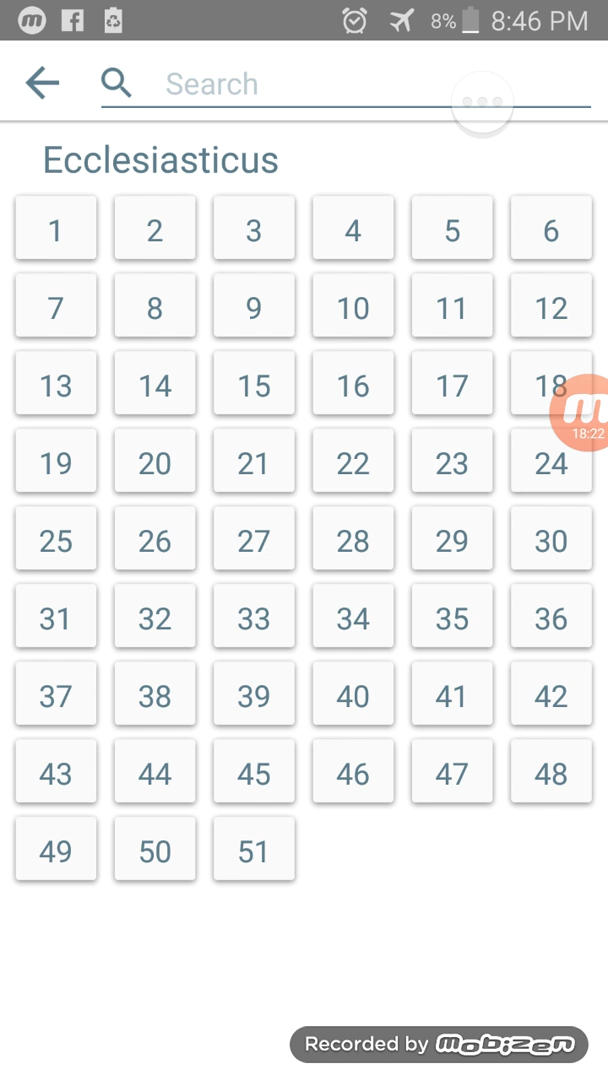 8% 8:46 PM
Search
Ecclesiasticus
1 2 3 4 5 6
7 8 9 10 11 12
13 14 15 16 17 18
18:22
19 20 21 22 23 24
25 26 27 28 29 30
31 32 33 34 35 36
37 38 39 40 41 42
43 44 45 46 47 48
49 50 51
Recorded by mobizen